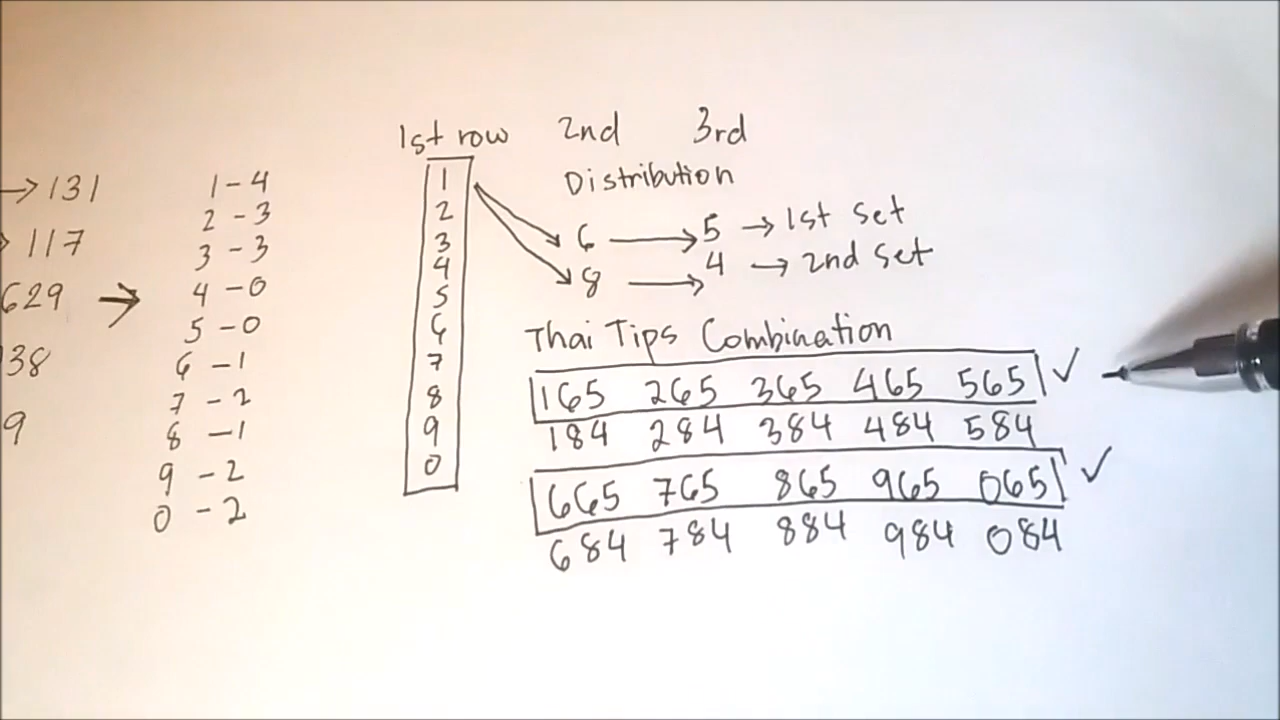 → 131
117
629 →
38
9
1 - 4
2 - 3
3 - 3
4 - 0
5 - 0
6 - 1
7 - 2
8 - 1
9 - 2
0 - 2
1st row 2nd 3rd
1
2
3
4
5
6
7
8
9
0
Distribution
6 → 5 → 1st set
8 → 4 → 2nd set
Thai Tips Combination
165 265 365 465 565 ✓
184 284 384 484 584
665 765 865 965 065 ✓
684 784 884 984 084